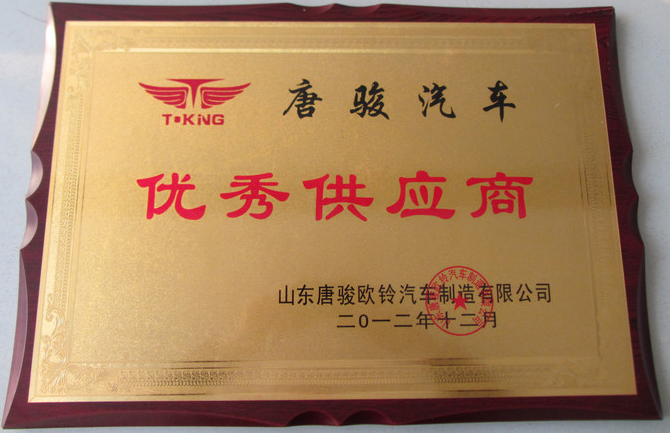 T·KING
唐骏汽车
优秀供应商
山东唐骏欧铃汽车制造有限公司
二0一二年十二月